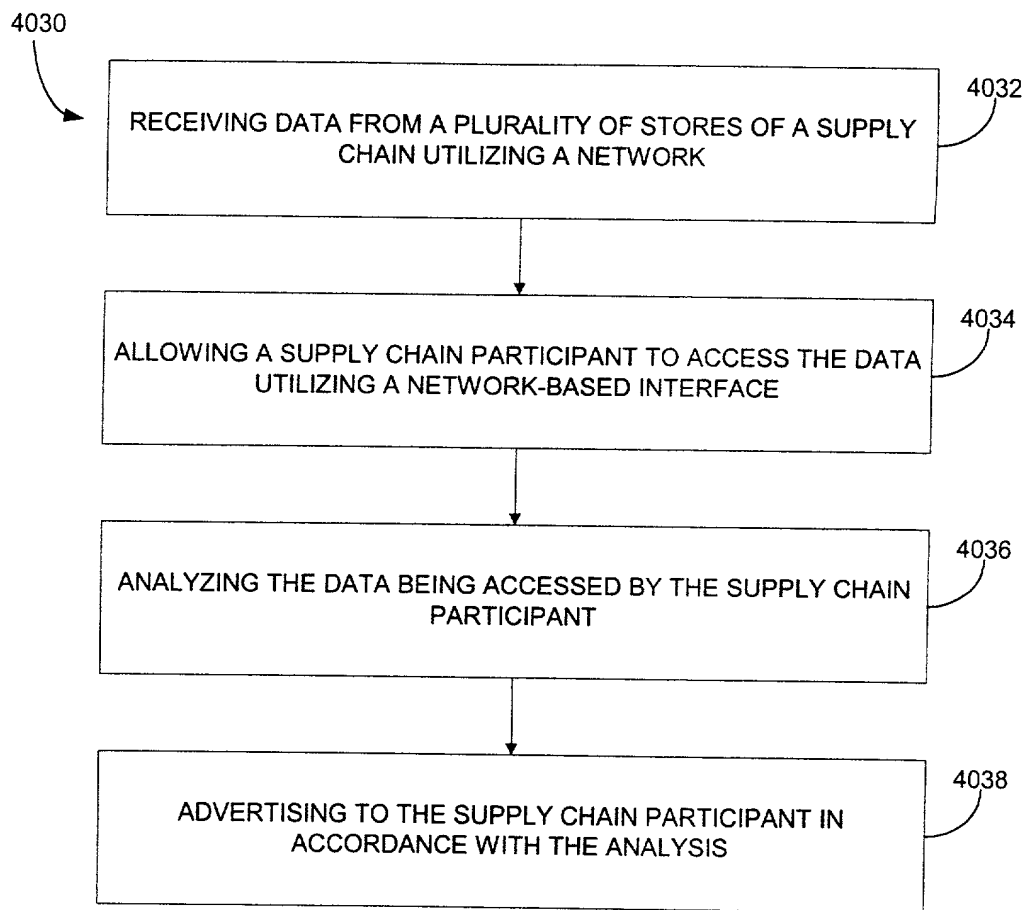 4030
4032
RECEIVING DATA FROM A PLURALITY OF STORES OF A SUPPLY
CHAIN UTILIZING A NETWORK
4034
ALLOWING A SUPPLY CHAIN PARTICIPANT TO ACCESS THE DATA
UTILIZING A NETWORK-BASED INTERFACE
4036
ANALYZING THE DATA BEING ACCESSED BY THE SUPPLY CHAIN
PARTICIPANT
4038
ADVERTISING TO THE SUPPLY CHAIN PARTICIPANT IN
ACCORDANCE WITH THE ANALYSIS